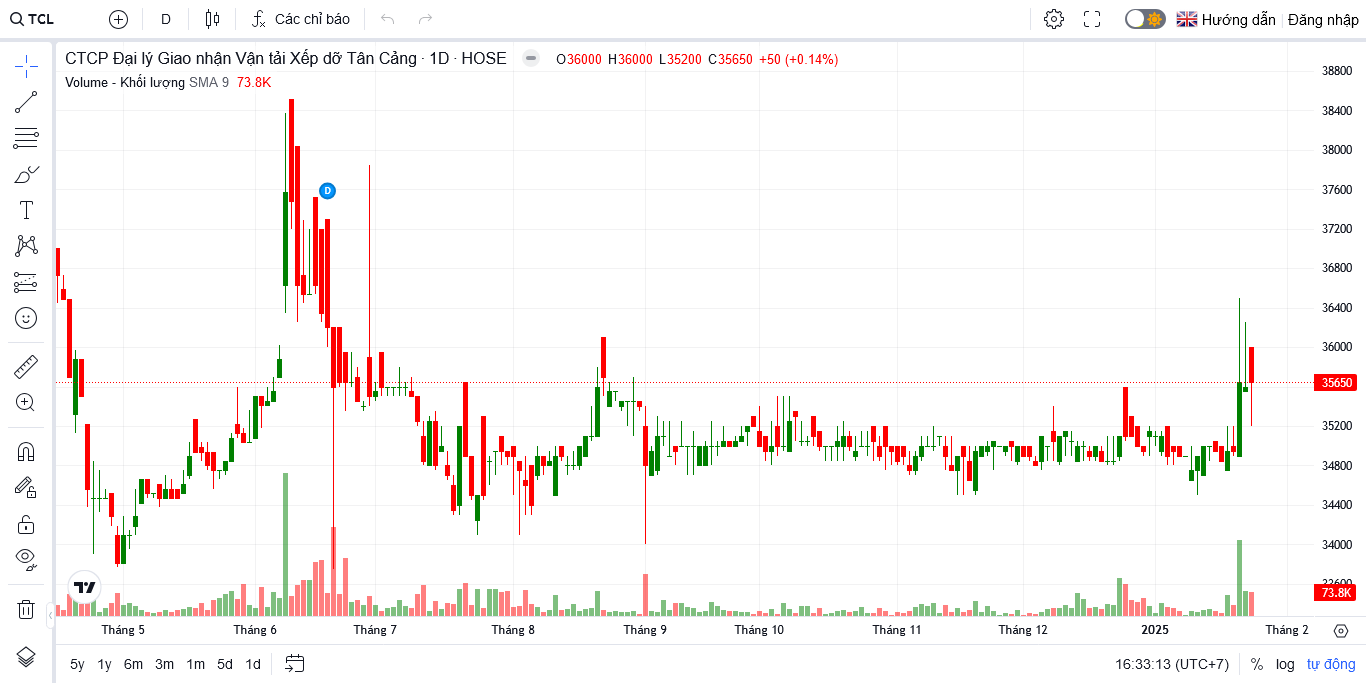 TCL D Các chỉ báo Hướng dẫn Đăng nhập
CTCP Đại lý Giao nhận Vận tải Xếp dỡ Tân Cảng · 1D · HOSE O36000 H36000 L35200 C35650 +50 (+0.14%)
Volume - Khối lượng SMA 9 73.8K
38800
38400
38000
D
37600
37200
36800
36400
36000
35650
35200
34800
34400
34000
73.8K
Tháng 5 Tháng 6 Tháng 7 Tháng 8 Tháng 9 Tháng 10 Tháng 11 Tháng 12 2025 Tháng 2
5y 1y 6m 3m 1m 5d 1d 16:33:13 (UTC+7) % log tự động